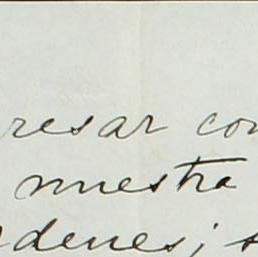 resar con
nuestra
denes; s